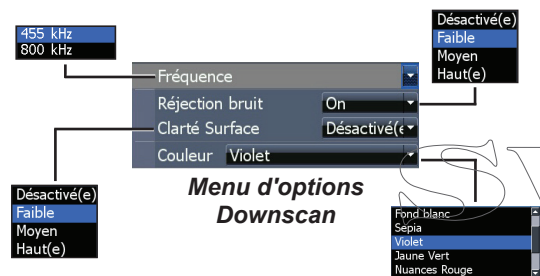 455 kHz
800 kHz
Désactivé(e)
Faible
Moyen
Haut(e)
Fréquence
Réjection bruit On
Clarté Surface Désactivé(e
Couleur Violet
Menu d'options
Downscan
Désactivé(e)
Faible
Moyen
Haut(e)
Fond blanc
Sépia
Violet
Jaune Vert
Nuances Rouge